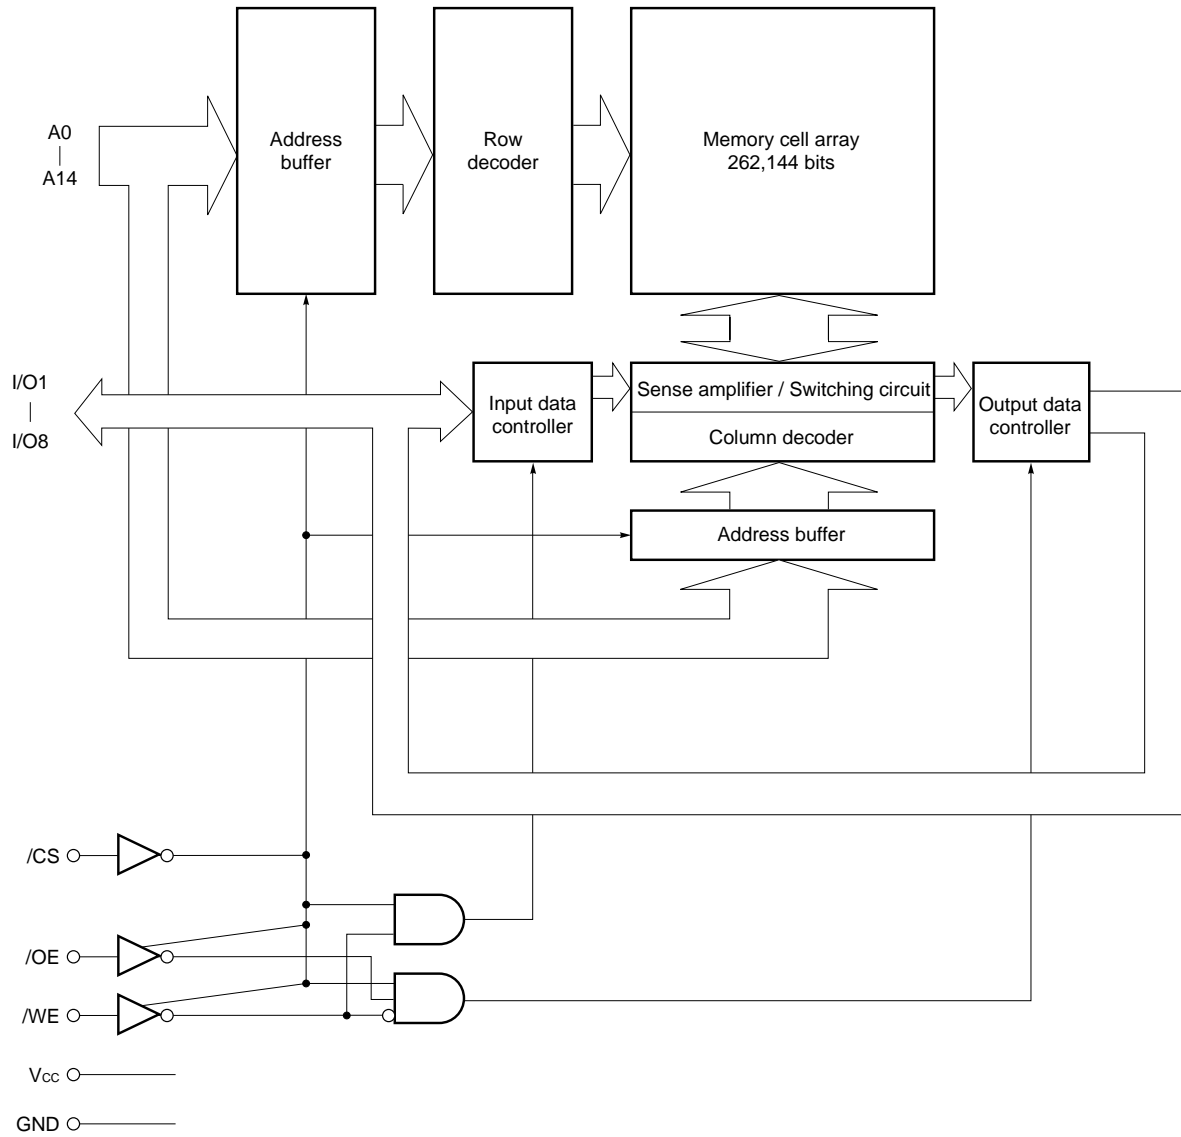 A0
|
A14
Address
buffer
Row
decoder
Memory cell array
262,144 bits
I/O1
|
I/O8
Input data
controller
Sense amplifier / Switching circuit
Column decoder
Output data
controller
Address buffer
/CS
/OE
/WE
VCC
GND